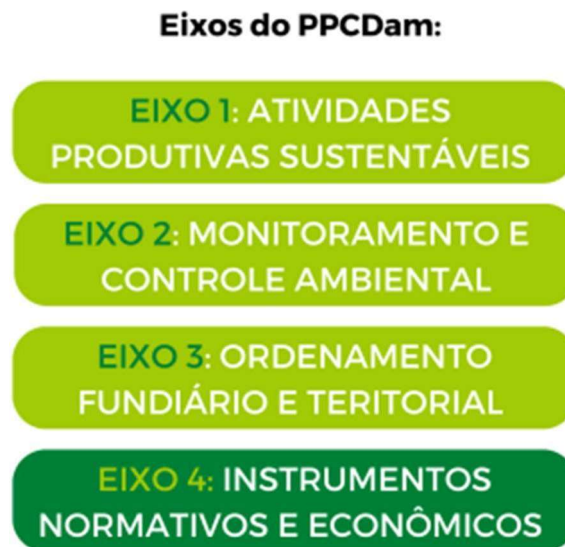 Eixos do PPCDam:
EIXO 1: ATIVIDADES
PRODUTIVAS SUSTENTÁVEIS
EIXO 2: MONITORAMENTO E
CONTROLE AMBIENTAL
EIXO 3: ORDENAMENTO
FUNDIÁRIO E TERITORIAL
EIXO 4: INSTRUMENTOS
NORMATIVOS E ECONÔMICOS